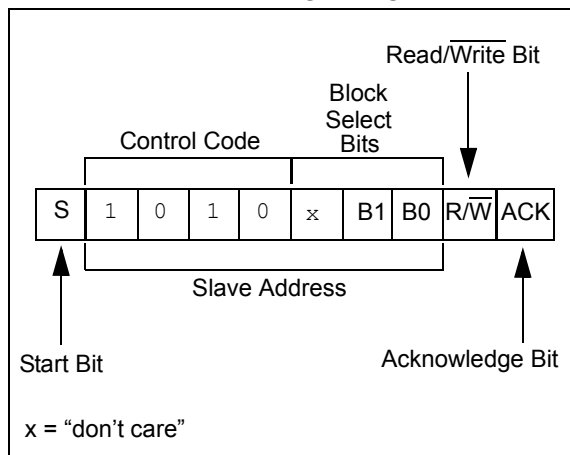 Read/Write Bit
Block
Select
Bits
Control Code
S 1 0 1 0 x B1 B0 R/W ACK
Slave Address
Start Bit
Acknowledge Bit
x = “don’t care”